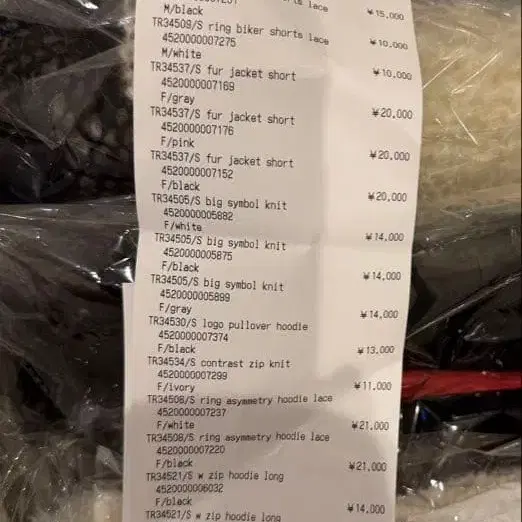 lace
M/black ¥15,000
TR34509/S ring biker shorts lace
4520000007275 ¥10,000
M/white
TR34537/S fur jacket short ¥10,000
4520000007169
F/gray
TR34537/S fur jacket short ¥20,000
4520000007176
F/pink
TR34537/S fur jacket short ¥20,000
4520000007152
F/black
TR34505/S big symbol knit ¥20,000
4520000005882
F/white
TR34505/S big symbol knit ¥14,000
4520000005875
F/black
TR34505/S big symbol knit ¥14,000
4520000005899
F/gray
TR34530/S logo pullover hoodie ¥14,000
4520000007374
F/black
TR34534/S contrast zip knit ¥13,000
4520000007299
F/ivory ¥11,000
TR34508/S ring asymmetry hoodie lace
4520000007237
F/white ¥21,000
TR34508/S ring asymmetry hoodie lace
4520000007220
F/black ¥21,000
TR34521/S w zip hoodie long
4520000006032
F/black ¥14,000
TR34521/S w zip hoodie long